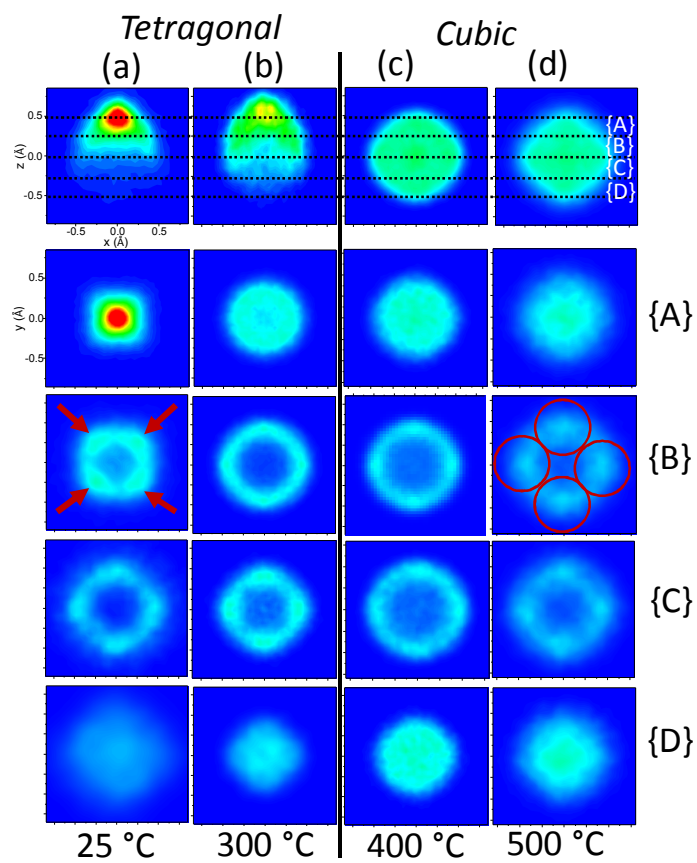 Tetragonal Cubic
(a) (b) (c) (d)
0.5
0.0
-0.5
z (Å)
-0.5 0.0 0.5
x (Å)
{A}
{B}
{C}
{D}
0.5
0.0
-0.5
y (Å)
{A}
{B}
{C}
{D}
25 °C 300 °C 400 °C 500 °C